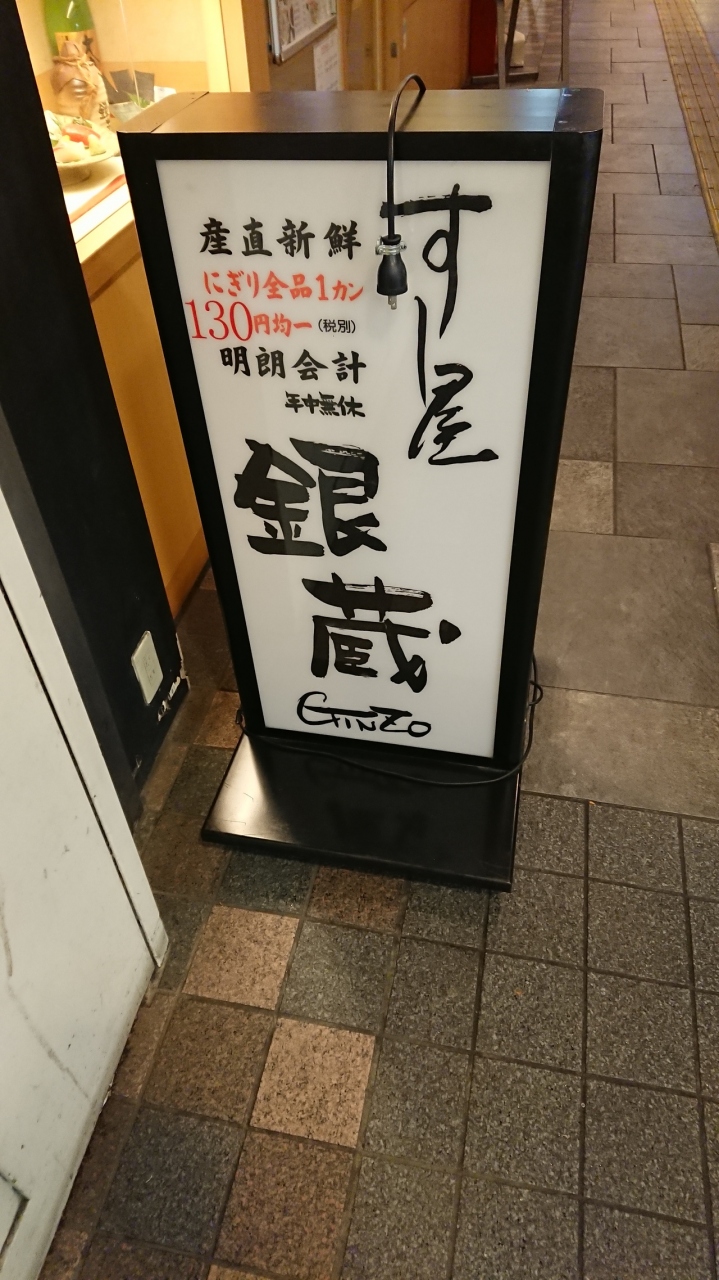 すし屋
産直新鮮
にぎり全品1カン
130円均一(税別)
明朗会計
年中無休
銀蔵
GINZO